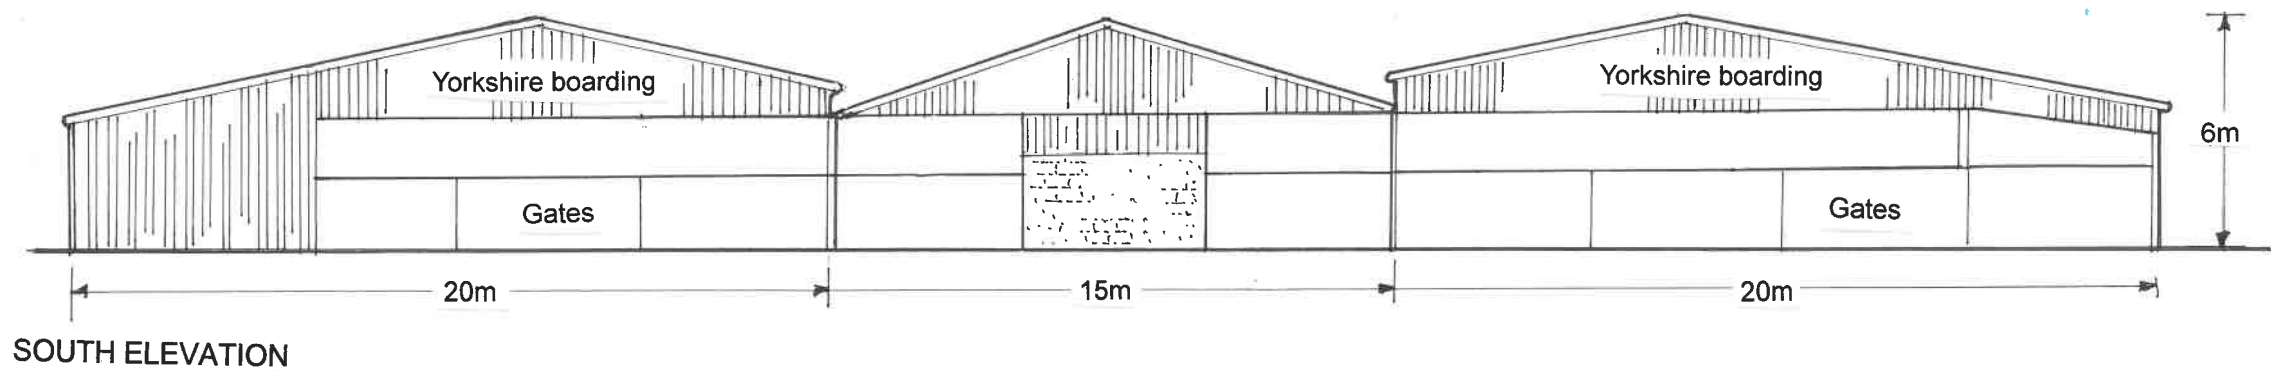 Yorkshire boarding
Yorkshire boarding
6m
Gates
Gates
20m
15m
20m
SOUTH ELEVATION